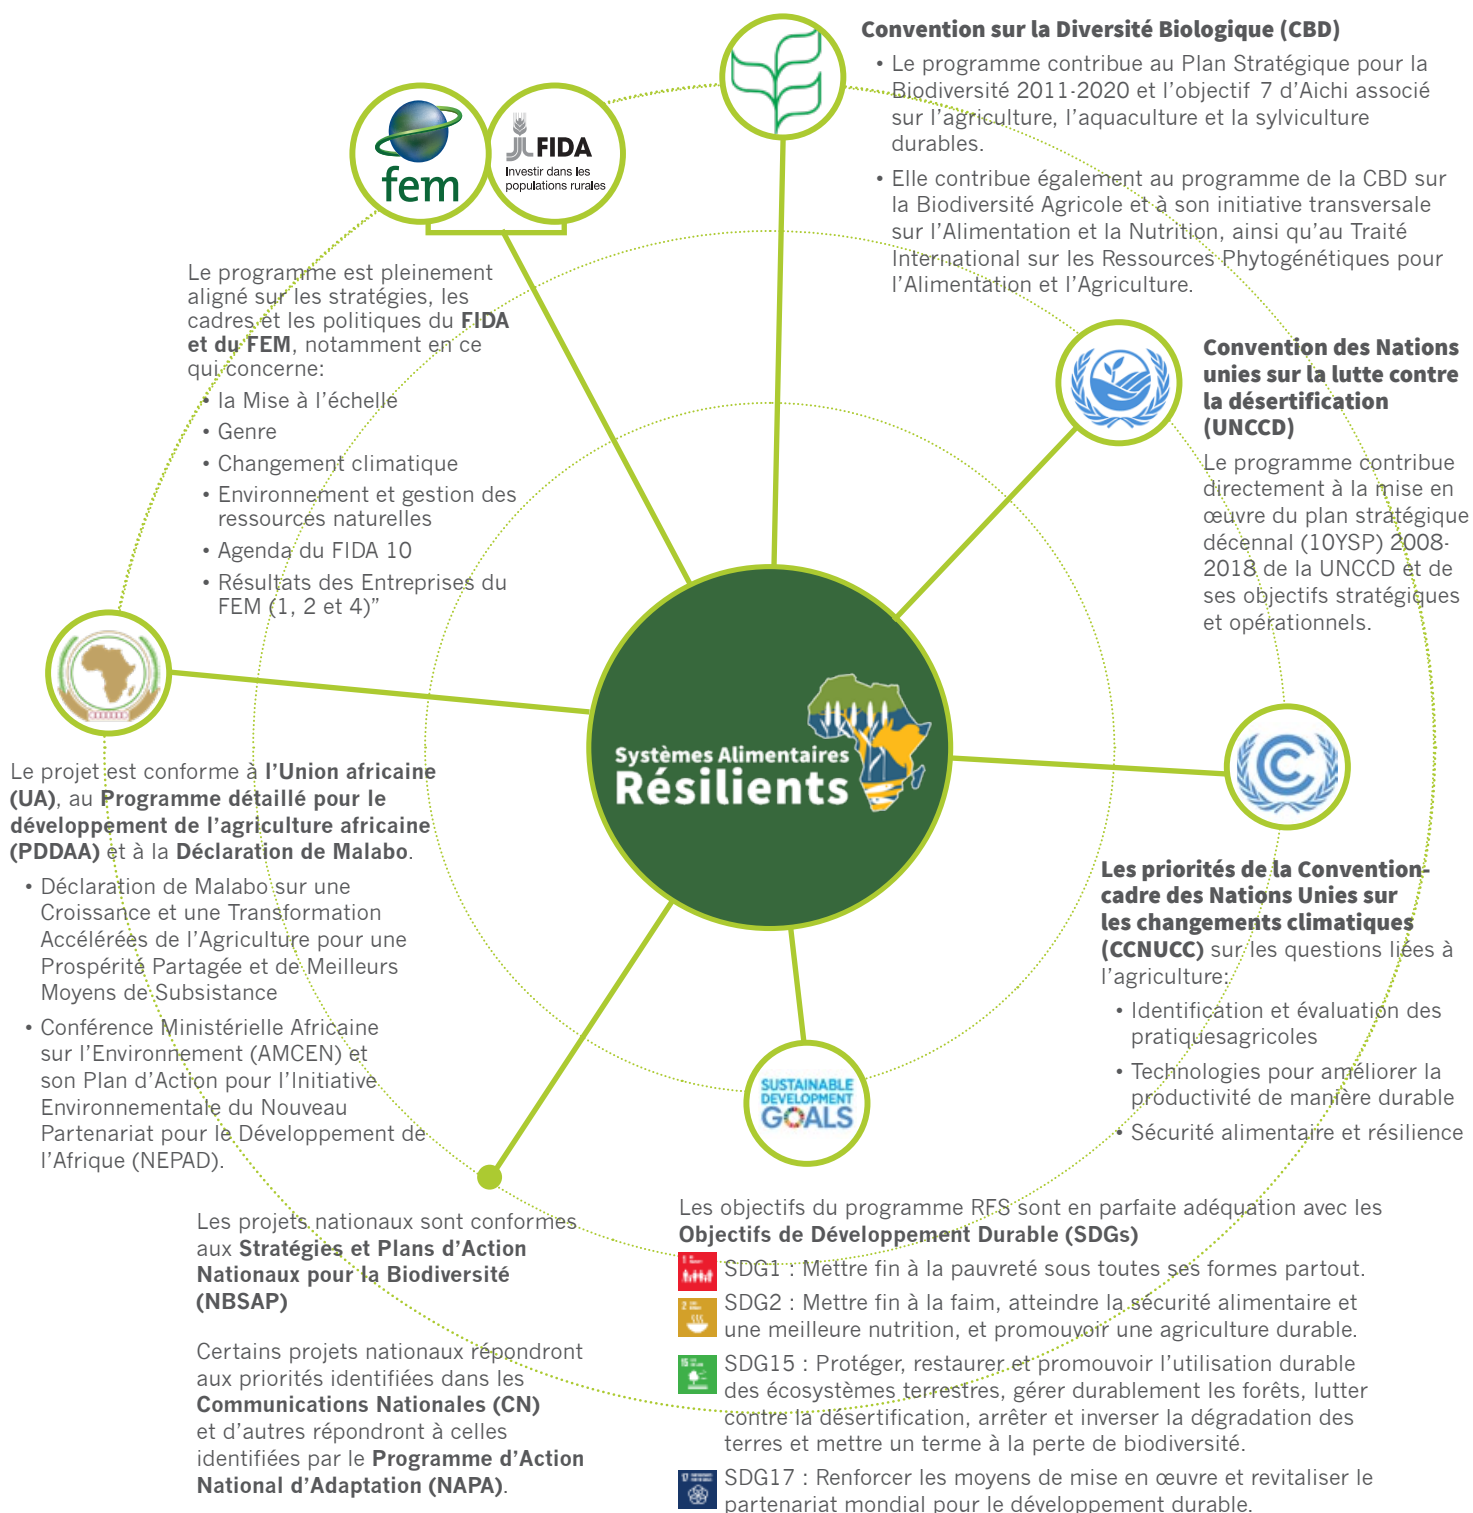 Convention sur la Diversité Biologique (CBD)
• Le programme contribue au Plan Stratégique pour la
Biodiversité 2011-2020 et l'objectif 7 d'Aichi associé
sur l'agriculture, l'aquaculture et la sylviculture
durables.
• Elle contribue également au programme de la CBD sur
la Biodiversité Agricole et à son initiative transversale
sur l'Alimentation et la Nutrition, ainsi qu'au Traité
International sur les Ressources Phytogénétiques pour
l'Alimentation et l'Agriculture.
fem
FIDA
Investir dans les
populations rurales
Le programme est pleinement
aligné sur les stratégies, les
cadres et les politiques du FIDA
et du FEM, notamment en ce
qui concerne:
• la Mise à l'échelle
• Genre
• Changement climatique
• Environnement et gestion des
ressources naturelles
• Agenda du FIDA 10
• Résultats des Entreprises du
FEM (1, 2 et 4)”
Convention des Nations
unies sur la lutte contre
la désertification
(UNCCD)
Le programme contribue
directement à la mise en
œuvre du plan stratégique
décennal (10YSP) 2008-
2018 de la UNCCD et de
ses objectifs stratégiques
et opérationnels.
Systèmes Alimentaires
Résilients
Le projet est conforme à l'Union africaine
(UA), au Programme détaillé pour le
développement de l'agriculture africaine
(PDDAA) et à la Déclaration de Malabo.
• Déclaration de Malabo sur une
Croissance et une Transformation
Accélérées de l'Agriculture pour une
Prospérité Partagée et de Meilleurs
Moyens de Subsistance
• Conférence Ministérielle Africaine
sur l'Environnement (AMCEN) et
son Plan d'Action pour l'Initiative
Environnementale du Nouveau
Partenariat pour le Développement de
l'Afrique (NEPAD).
Les priorités de la Convention-
cadre des Nations Unies sur
les changements climatiques
(CCNUCC) sur les questions liées à
l'agriculture:
• Identification et évaluation des
pratiquesagricoles
• Technologies pour améliorer la
productivité de manière durable
• Sécurité alimentaire et résilience
SUSTAINABLE
DEVELOPMENT
GOALS
Les projets nationaux sont conformes
aux Stratégies et Plans d'Action
Nationaux pour la Biodiversité
(NBSAP)
Certains projets nationaux répondront
aux priorités identifiées dans les
Communications Nationales (CN)
et d'autres répondront à celles
identifiées par le Programme d'Action
National d'Adaptation (NAPA).
Les objectifs du programme RFS sont en parfaite adéquation avec les
Objectifs de Développement Durable (SDGs)
1
SDG1 : Mettre fin à la pauvreté sous toutes ses formes partout.
2
SDG2 : Mettre fin à la faim, atteindre la sécurité alimentaire et
une meilleure nutrition, et promouvoir une agriculture durable.
15
SDG15 : Protéger, restaurer et promouvoir l'utilisation durable
des écosystèmes terrestres, gérer durablement les forêts, lutter
contre la désertification, arrêter et inverser la dégradation des
terres et mettre un terme à la perte de biodiversité.
17
SDG17 : Renforcer les moyens de mise en œuvre et revitaliser le
partenariat mondial pour le développement durable.